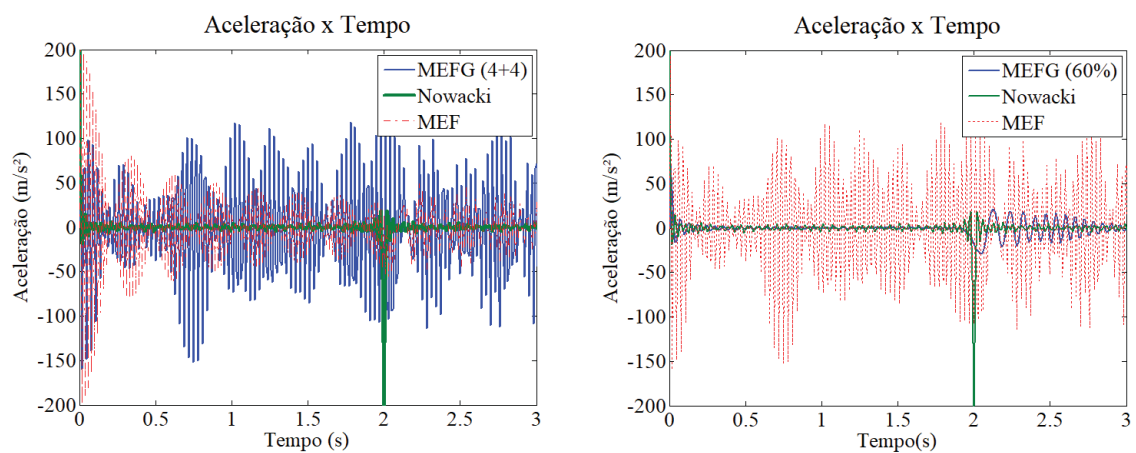 Aceleração x Tempo
200
150
100
50
0
-50
-100
-150
-200
Aceleração (m/s²)
MEFG (4+4)
Nowacki
MEF
0
0.5
1
1.5
2
2.5
3
Tempo (s)
Aceleração x Tempo
200
150
100
50
0
-50
-100
-150
-200
Aceleração (m/s²)
MEFG (60%)
Nowacki
MEF
0
0.5
1
1.5
2
2.5
3
Tempo(s)